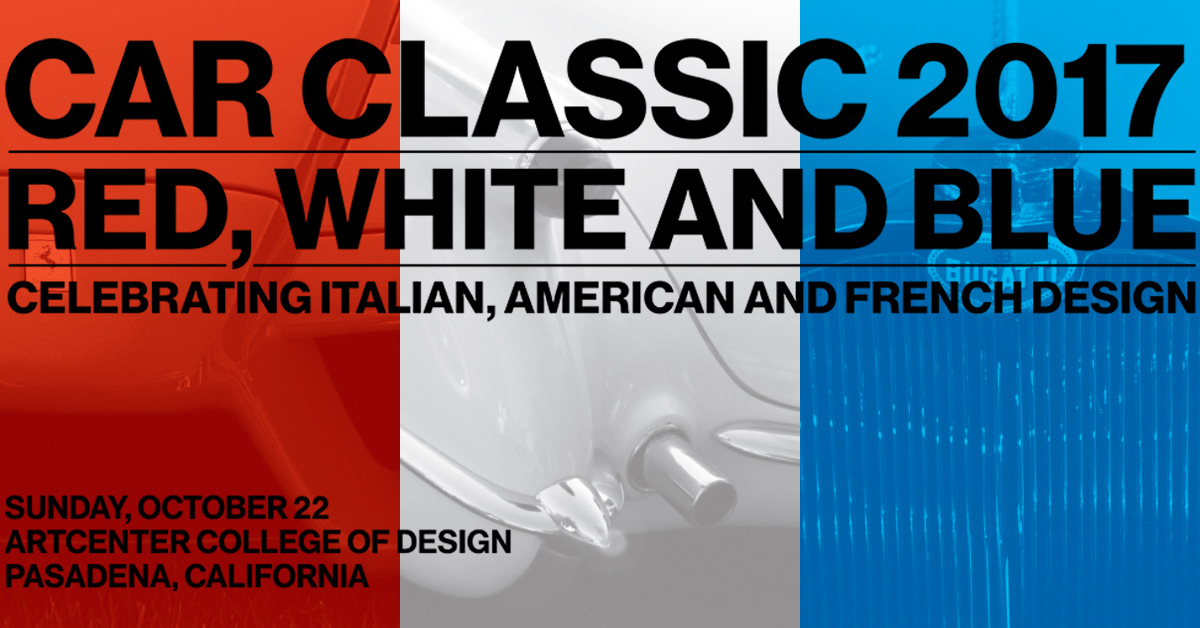 CAR CLASSIC 2017
RED, WHITE AND BLUE
BUGATTI
CELEBRATING ITALIAN, AMERICAN AND FRENCH DESIGN
SUNDAY, OCTOBER 22
ARTCENTER COLLEGE OF DESIGN
PASADENA, CALIFORNIA